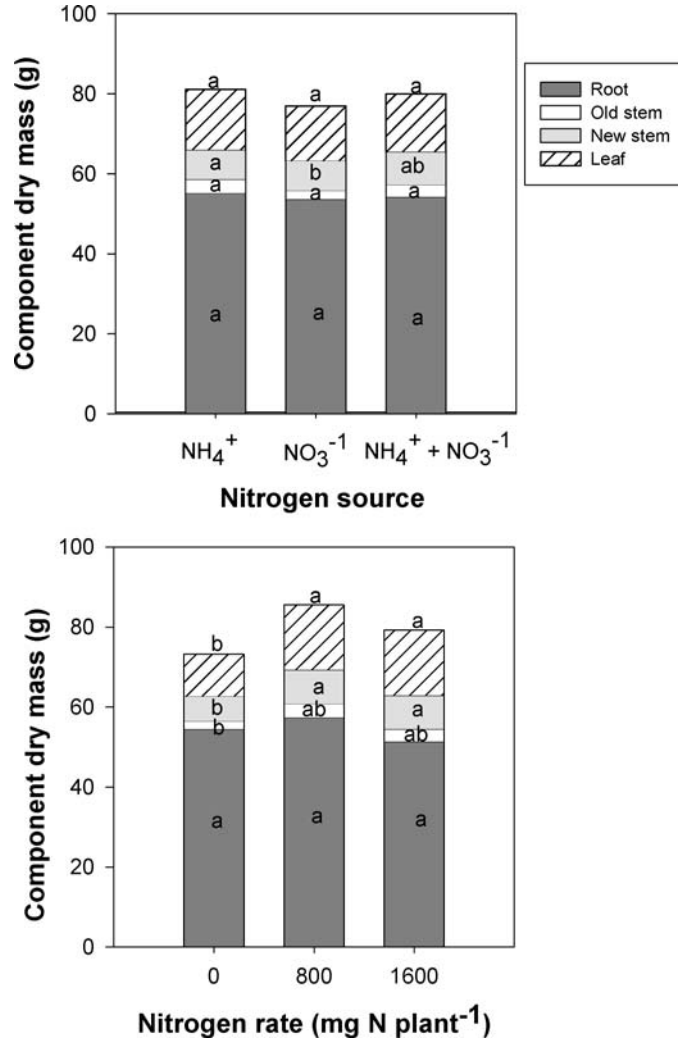 100
80
60
40
20
0
Component dry mass (g)
a a a
a b ab
a a a
a a a
NH₄⁺ NO₃⁻¹ NH₄⁺ + NO₃⁻¹
Nitrogen source
Root
Old stem
New stem
Leaf
100
80
60
40
20
0
Component dry mass (g)
b a a
b a a
b ab ab
a a a
0 800 1600
Nitrogen rate (mg N plant⁻¹)